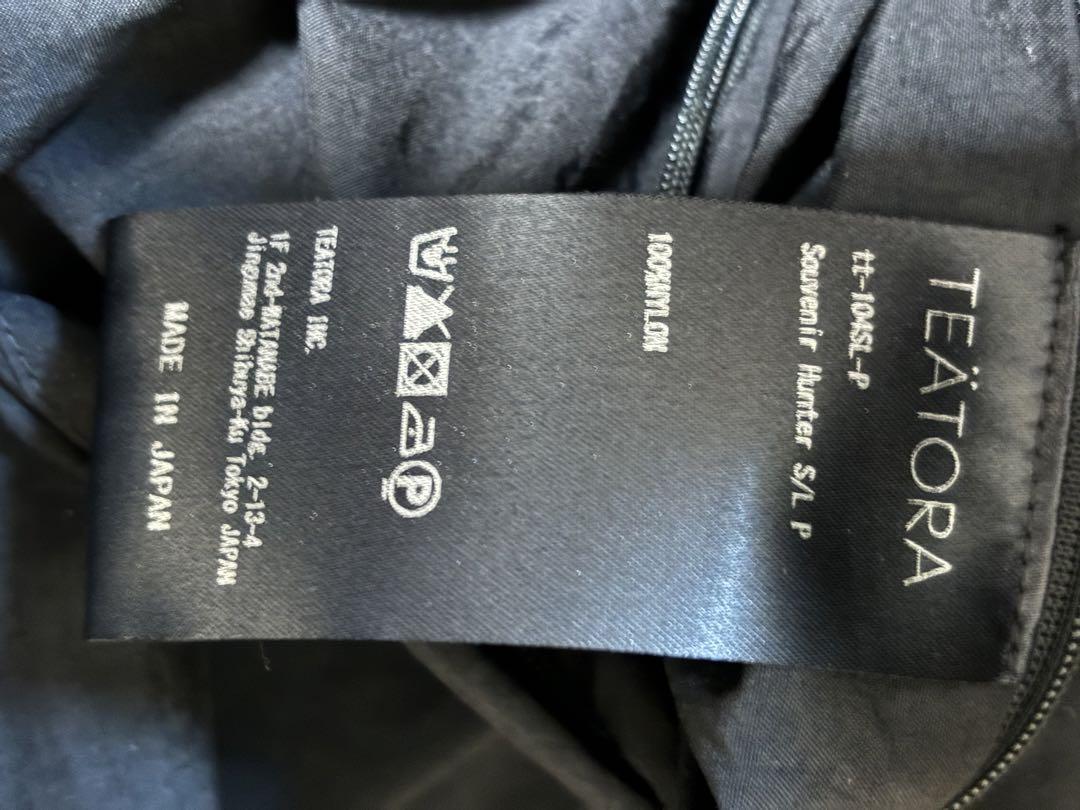 TEÄTORA
tt-104SL-P
Souvenir Hunter S/L P
100%NYLON
TEATORA INC.
1F 2nd-WATANABE bldg, 2-13-4
Jingumae Shibuya-Ku Tokyo JAPAN
MADE IN JAPAN